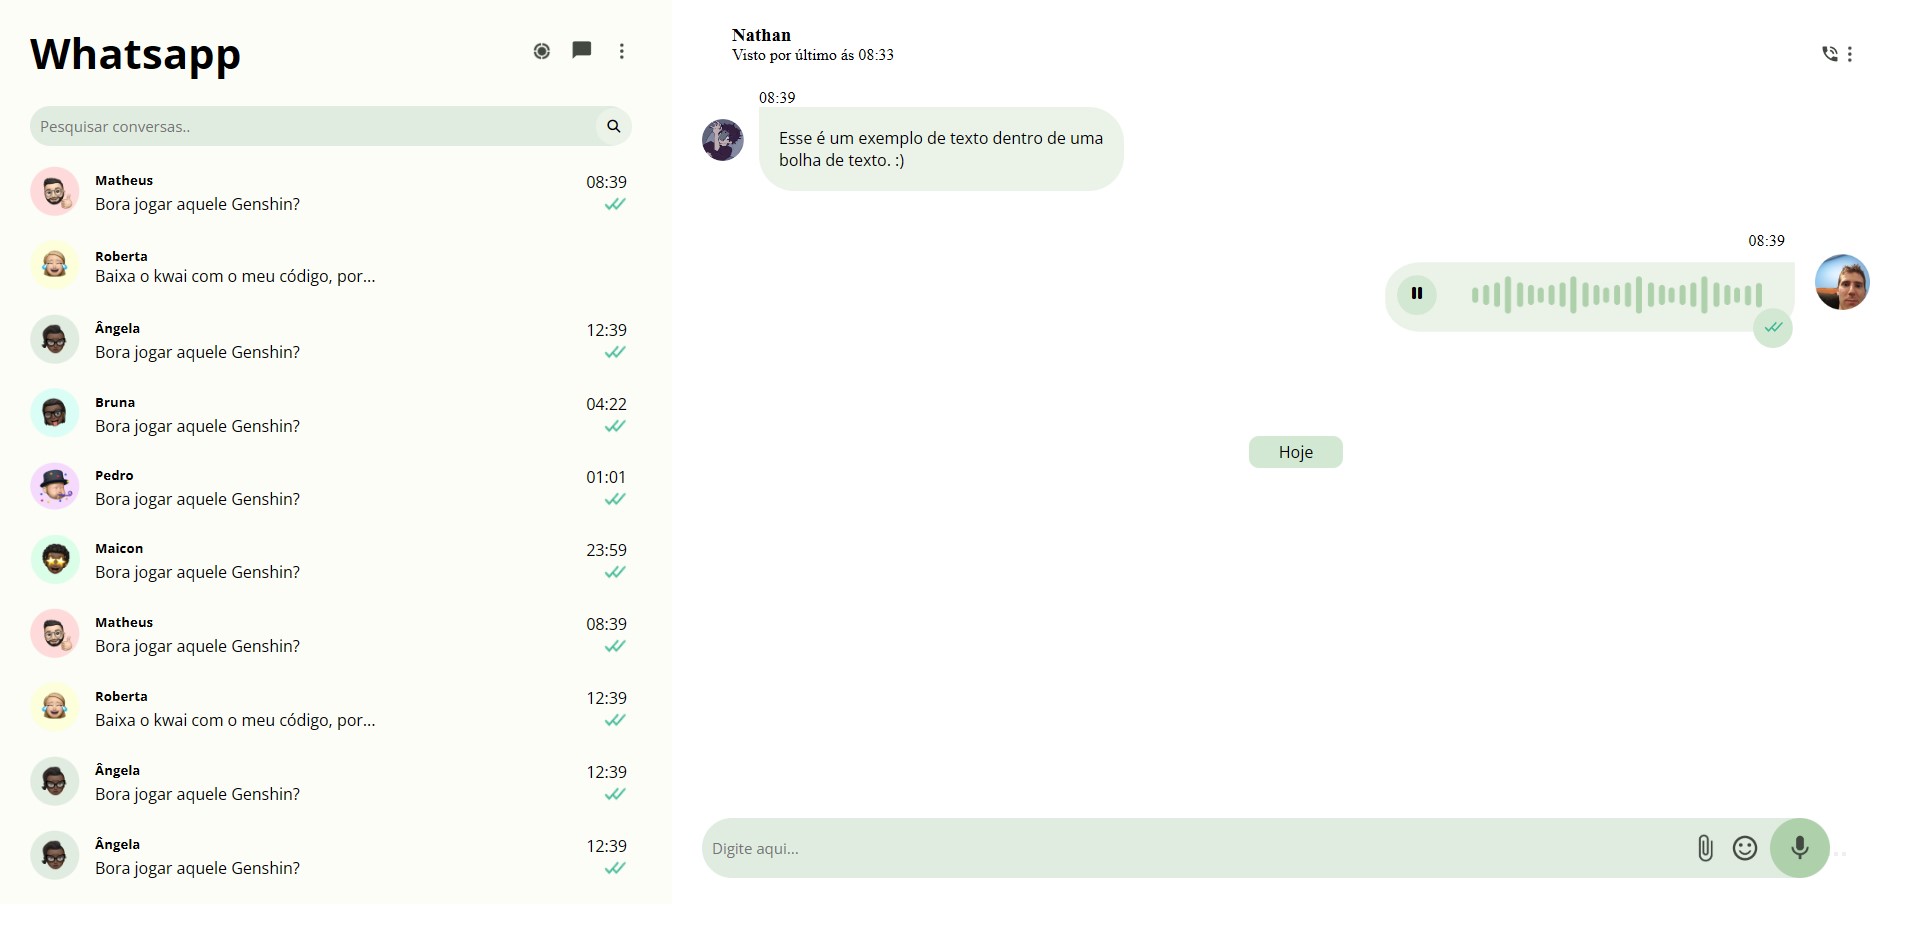 Whatsapp
Pesquisar conversas..
Matheus
08:39
Bora jogar aquele Genshin?
Roberta
Baixa o kwai com o meu código, por...
Ângela
12:39
Bora jogar aquele Genshin?
Bruna
04:22
Bora jogar aquele Genshin?
Pedro
01:01
Bora jogar aquele Genshin?
Maicon
23:59
Bora jogar aquele Genshin?
Matheus
08:39
Bora jogar aquele Genshin?
Roberta
12:39
Baixa o kwai com o meu código, por...
Ângela
12:39
Bora jogar aquele Genshin?
Ângela
12:39
Bora jogar aquele Genshin?
Nathan
Visto por último ás 08:33
08:39
Esse é um exemplo de texto dentro de uma
bolha de texto. :)
08:39
Hoje
Digite aqui...